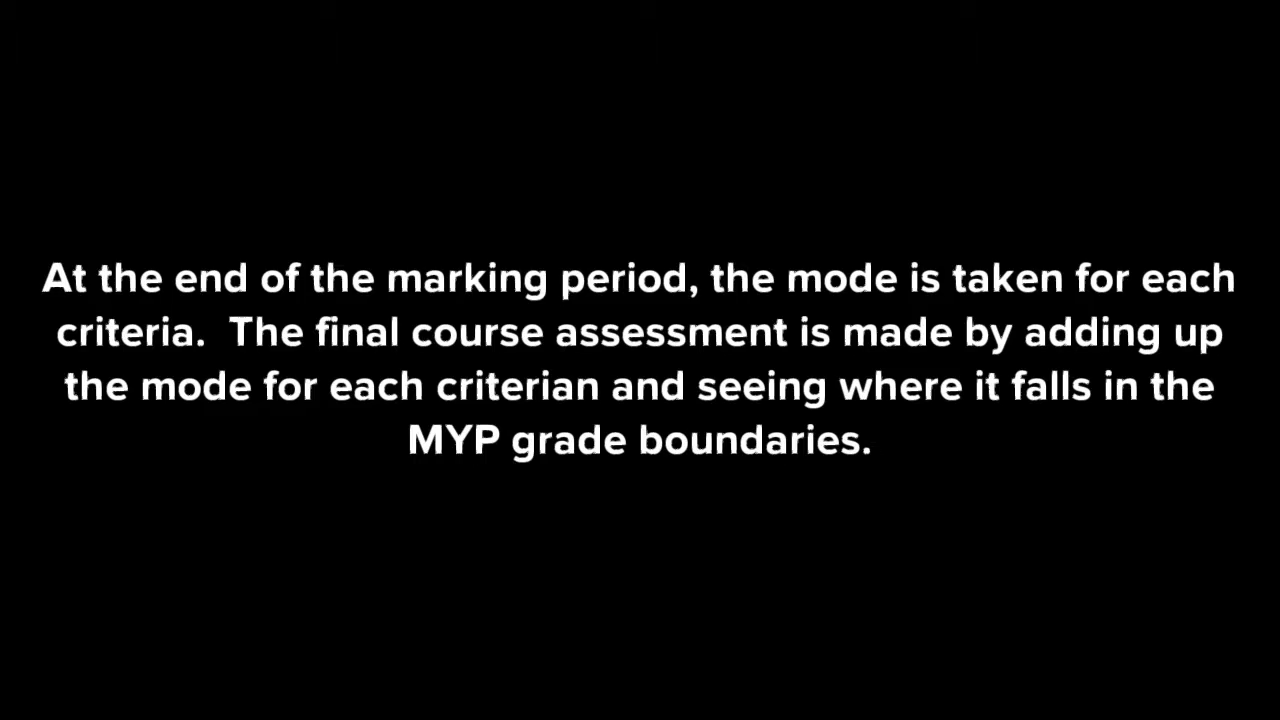 At the end of the marking period, the mode is taken for each
criteria.  The final course assessment is made by adding up
the mode for each criterian and seeing where it falls in the
MYP grade boundaries.